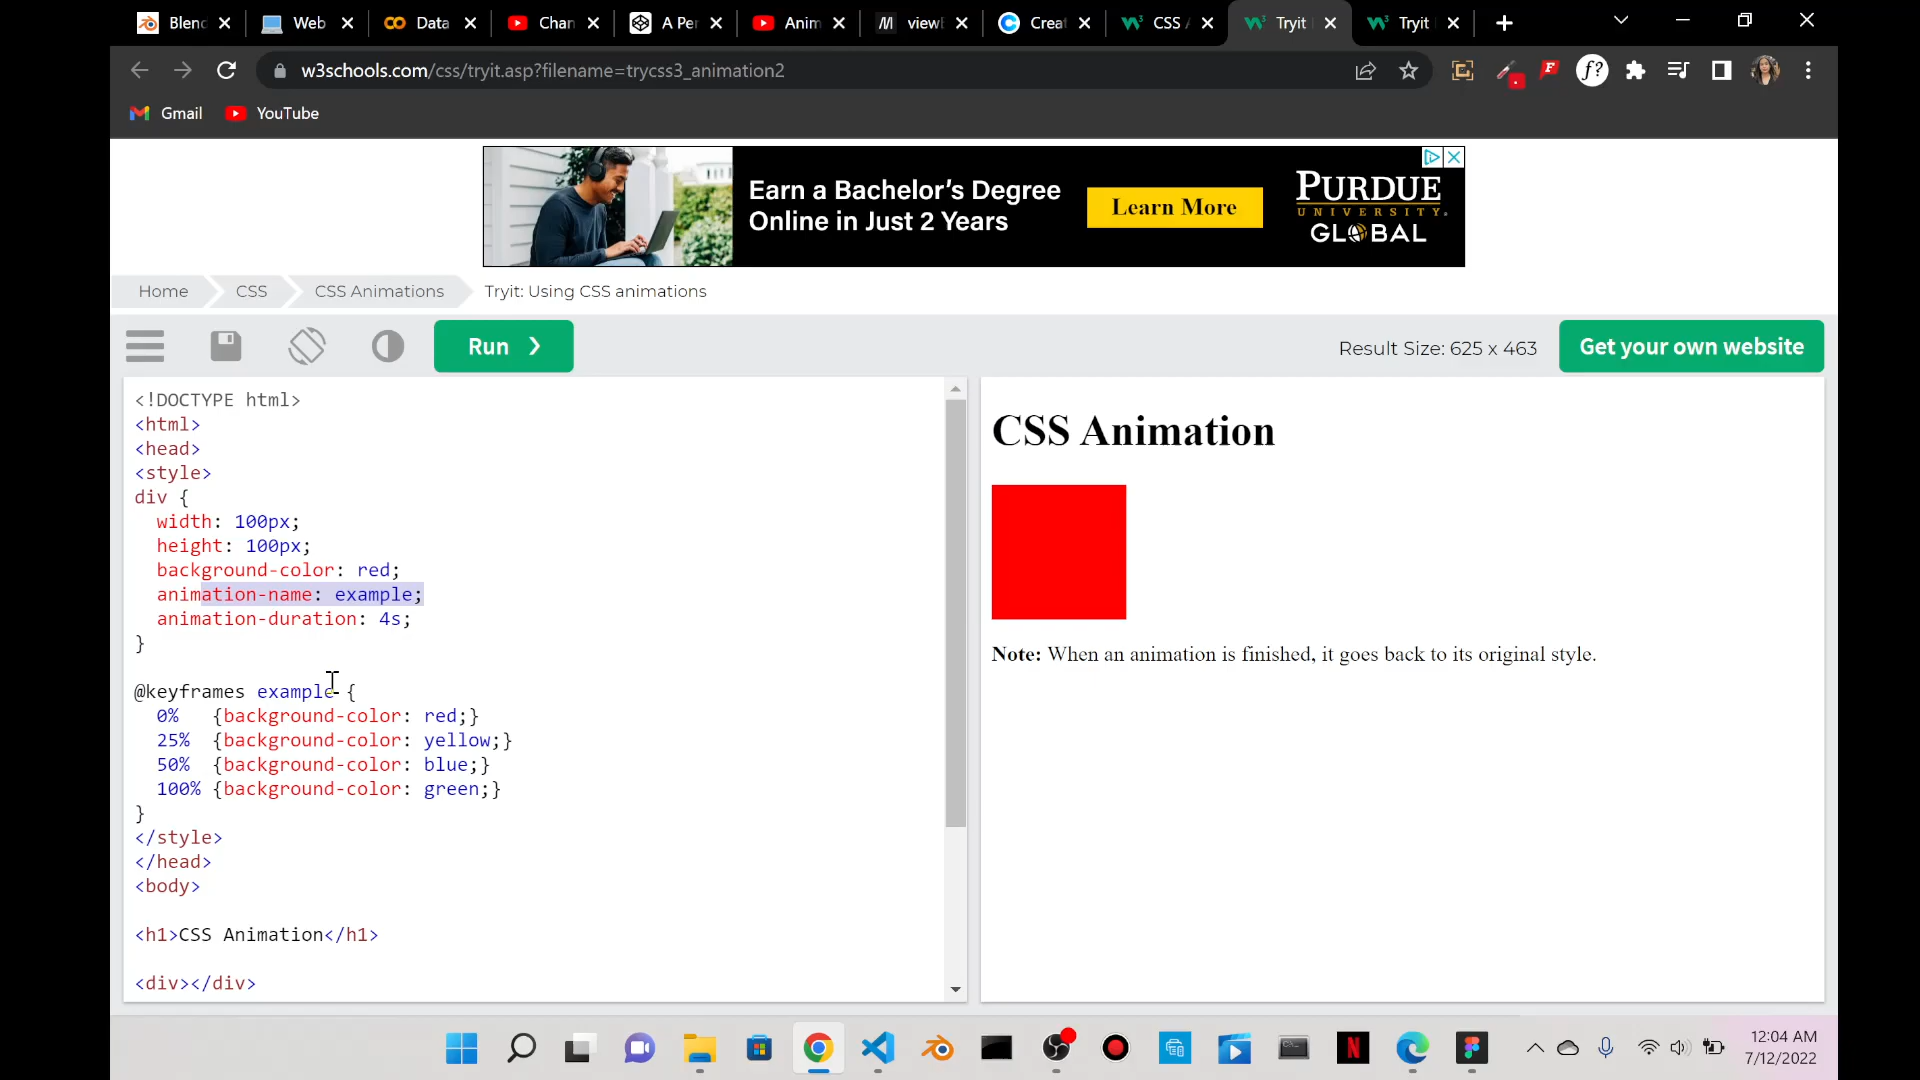 Blen
Web
Data
Chan
A Per
Anim
view
Creat
CSS A
Tryit
Tryit
w3schools.com/css/tryit.asp?filename=trycss3_animation2
Gmail
YouTube
Earn a Bachelor's Degree
Online in Just 2 Years
Learn More
PURDUE
UNIVERSITY.
GLOBAL
Home
CSS
CSS Animations
Tryit: Using CSS animations
Run ❯
Result Size: 625 x 463
Get your own website
<!DOCTYPE html>
<html>
<head>
<style>
div {
  width: 100px;
  height: 100px;
  background-color: red;
  animation-name: example;
  animation-duration: 4s;
}
@keyframes example {
  0%   {background-color: red;}
  25%  {background-color: yellow;}
  50%  {background-color: blue;}
  100% {background-color: green;}
}
</style>
</head>
<body>
<h1>CSS Animation</h1>
<div></div>
CSS Animation
Note: When an animation is finished, it goes back to its original style.
12:04 AM
7/12/2022